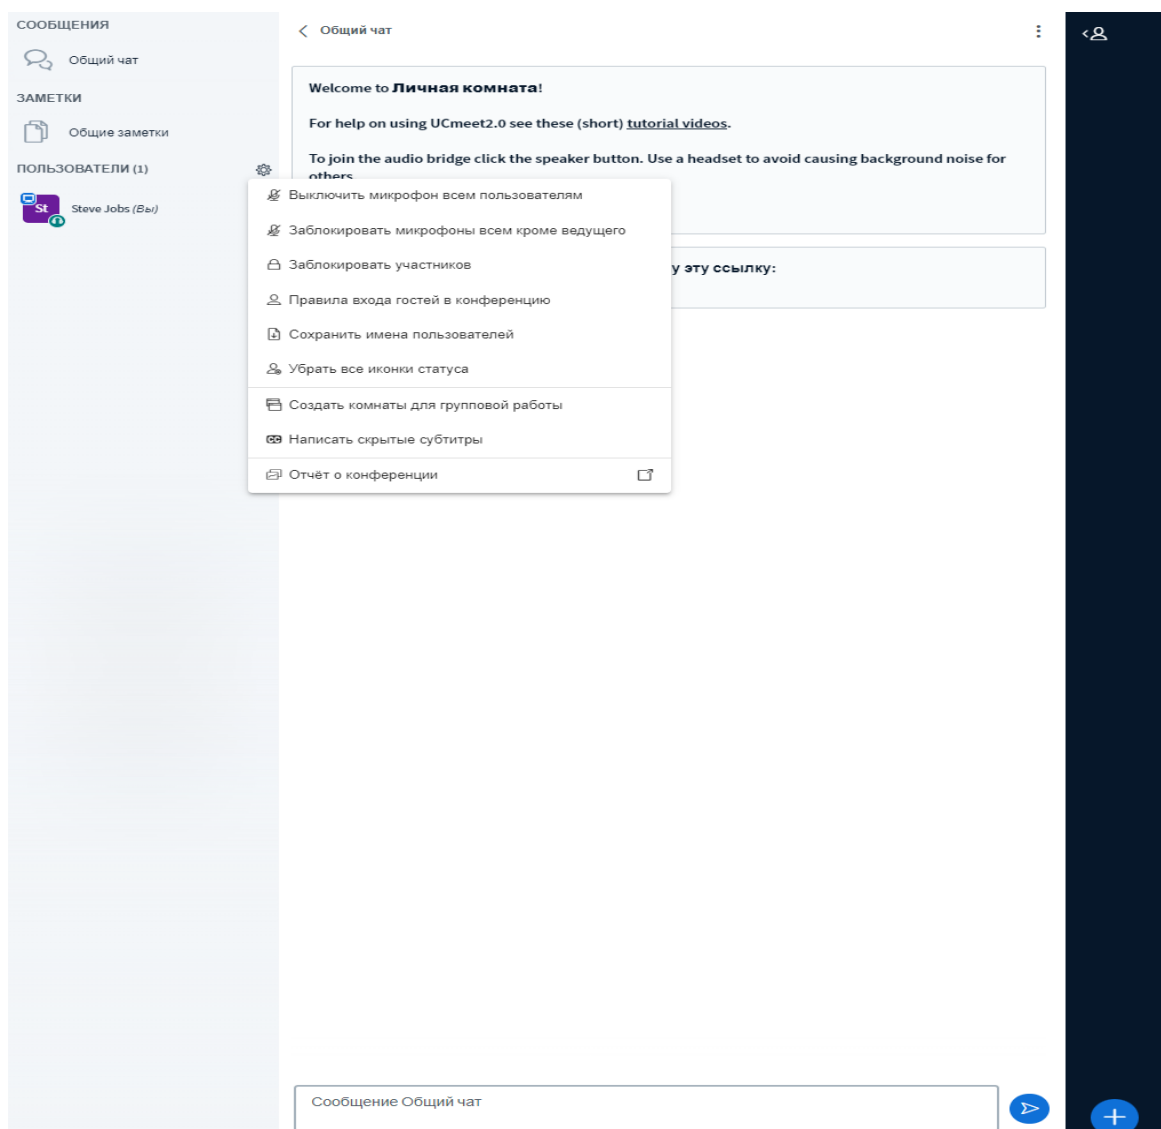 СООБЩЕНИЯ
Общий чат
ЗАМЕТКИ
Общие заметки
ПОЛЬЗОВАТЕЛИ (1)
St
Steve Jobs (Вы)
Общий чат
Welcome to Личная комната!
For help on using UCmeet2.0 see these (short) tutorial videos.
To join the audio bridge click the speaker button. Use a headset to avoid causing background noise for
others
Выключить микрофон всем пользователям
Заблокировать микрофоны всем кроме ведущего
Заблокировать участников
у эту ссылку:
Правила входа гостей в конференцию
Сохранить имена пользователей
Убрать все иконки статуса
Создать комнаты для групповой работы
Написать скрытые субтитры
Отчёт о конференции
Сообщение Общий чат